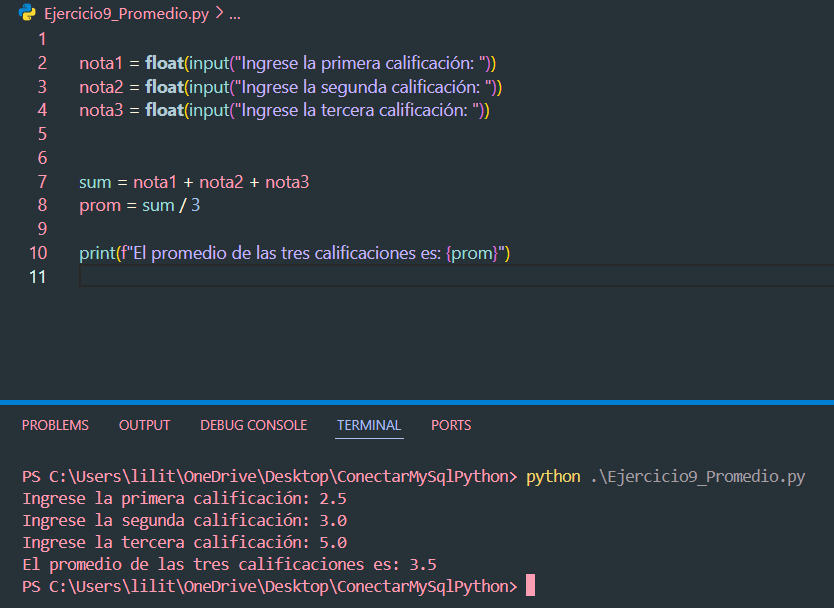 Ejercicio9_Promedio.py > ...
1
2 nota1 = float(input("Ingrese la primera calificación: "))
3 nota2 = float(input("Ingrese la segunda calificación: "))
4 nota3 = float(input("Ingrese la tercera calificación: "))
5
6
7 sum = nota1 + nota2 + nota3
8 prom = sum / 3
9
10 print(f"El promedio de las tres calificaciones es: {prom}")
11
PROBLEMS OUTPUT DEBUG CONSOLE TERMINAL PORTS
PS C:\Users\lilit\OneDrive\Desktop\ConectarMySqlPython> python .\Ejercicio9_Promedio.py
Ingrese la primera calificación: 2.5
Ingrese la segunda calificación: 3.0
Ingrese la tercera calificación: 5.0
El promedio de las tres calificaciones es: 3.5
PS C:\Users\lilit\OneDrive\Desktop\ConectarMySqlPython>